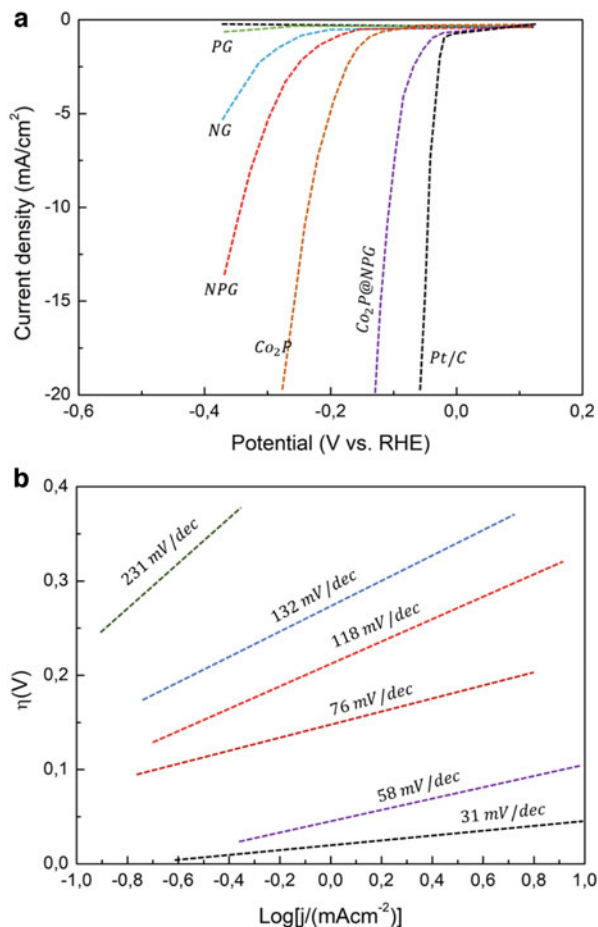 a
0
-5
-10
-15
-20
Current density (mA/cm²)
PG
NG
NPG
Co₂P
Co₂P@NPG
Pt/C
-0,6
-0,4
-0,2
0,0
0,2
Potential (V vs. RHE)
b
0,4
0,3
0,2
0,1
0,0
η(V)
231 mV/dec
132 mV/dec
118 mV/dec
76 mV/dec
58 mV/dec
31 mV/dec
-1,0
-0,8
-0,6
-0,4
-0,2
0,0
0,2
0,4
0,6
0,8
1,0
Log[j/(mAcm⁻²)]